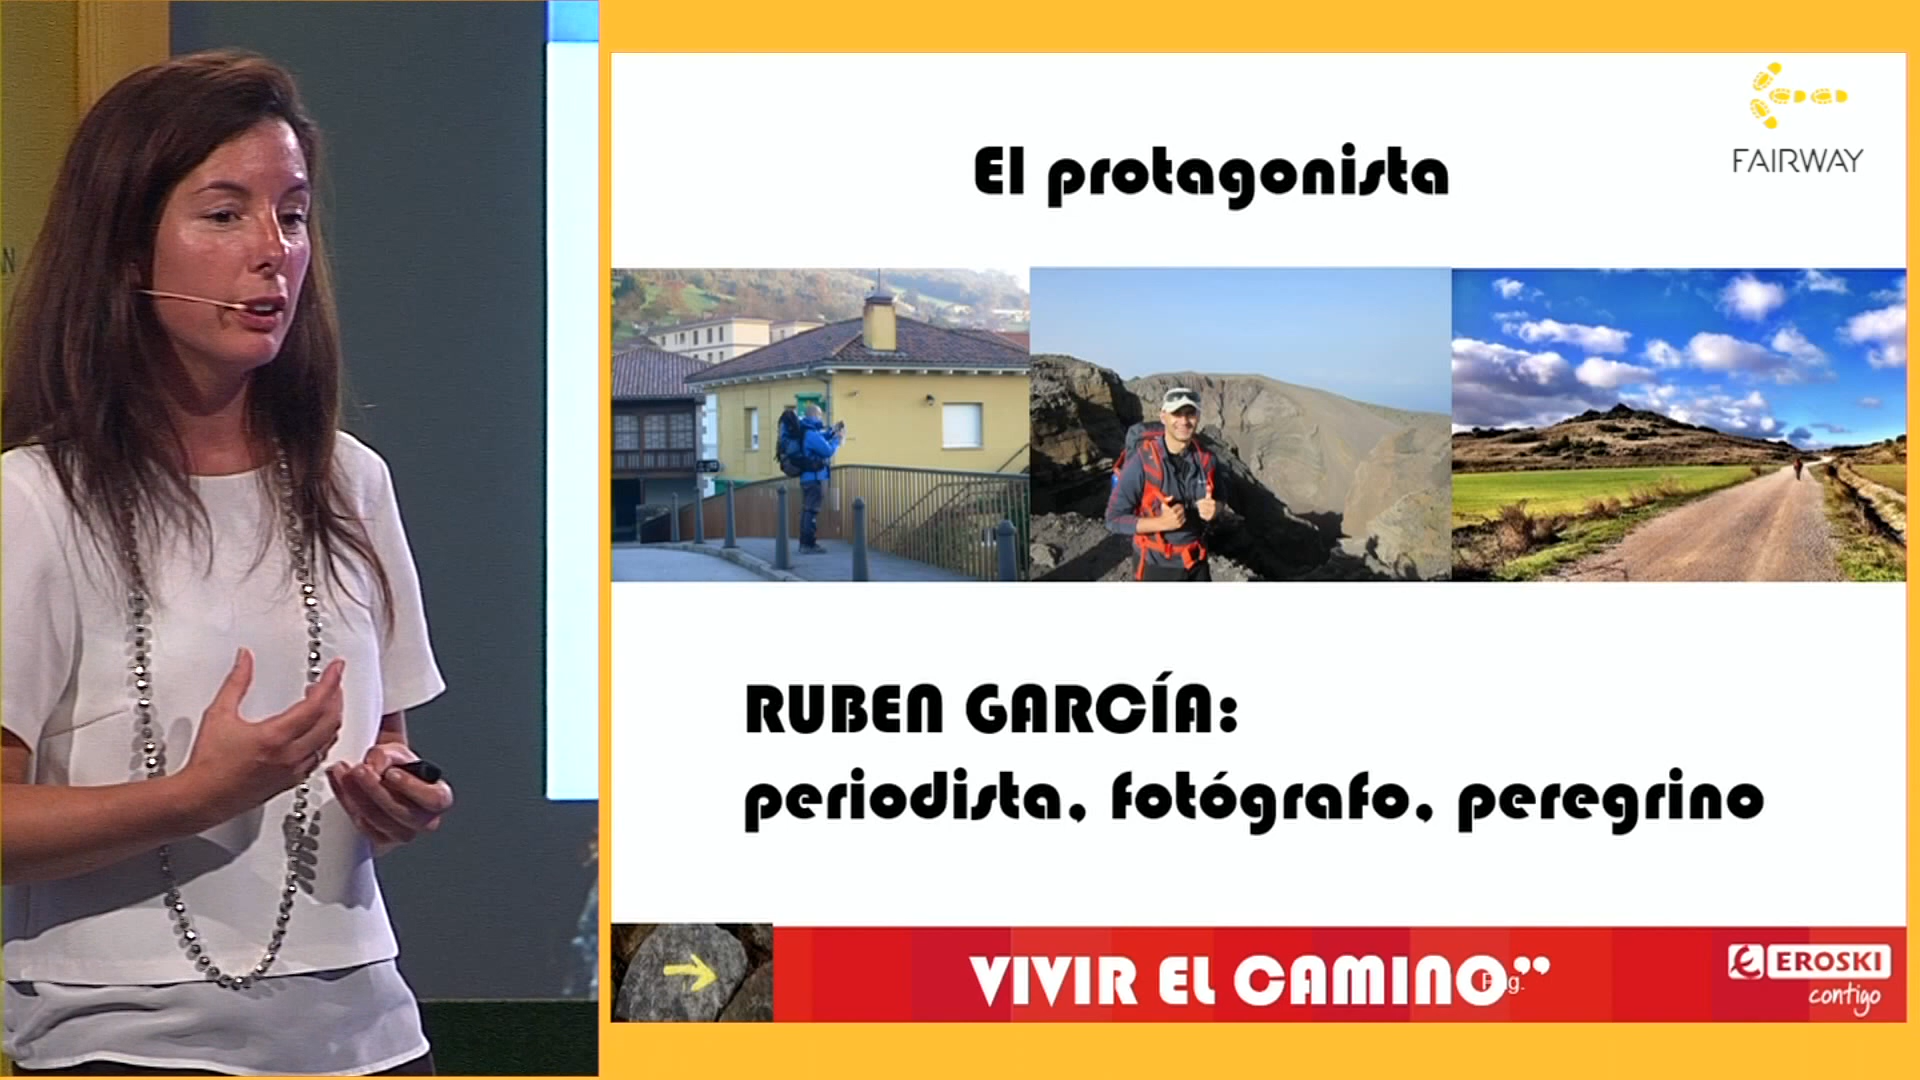 N
El protagonista
FAIRWAY
RUBEN GARCÍA:
periodista, fotógrafo, peregrino
VIVIR EL CAMINO”
EROSKI
contigo